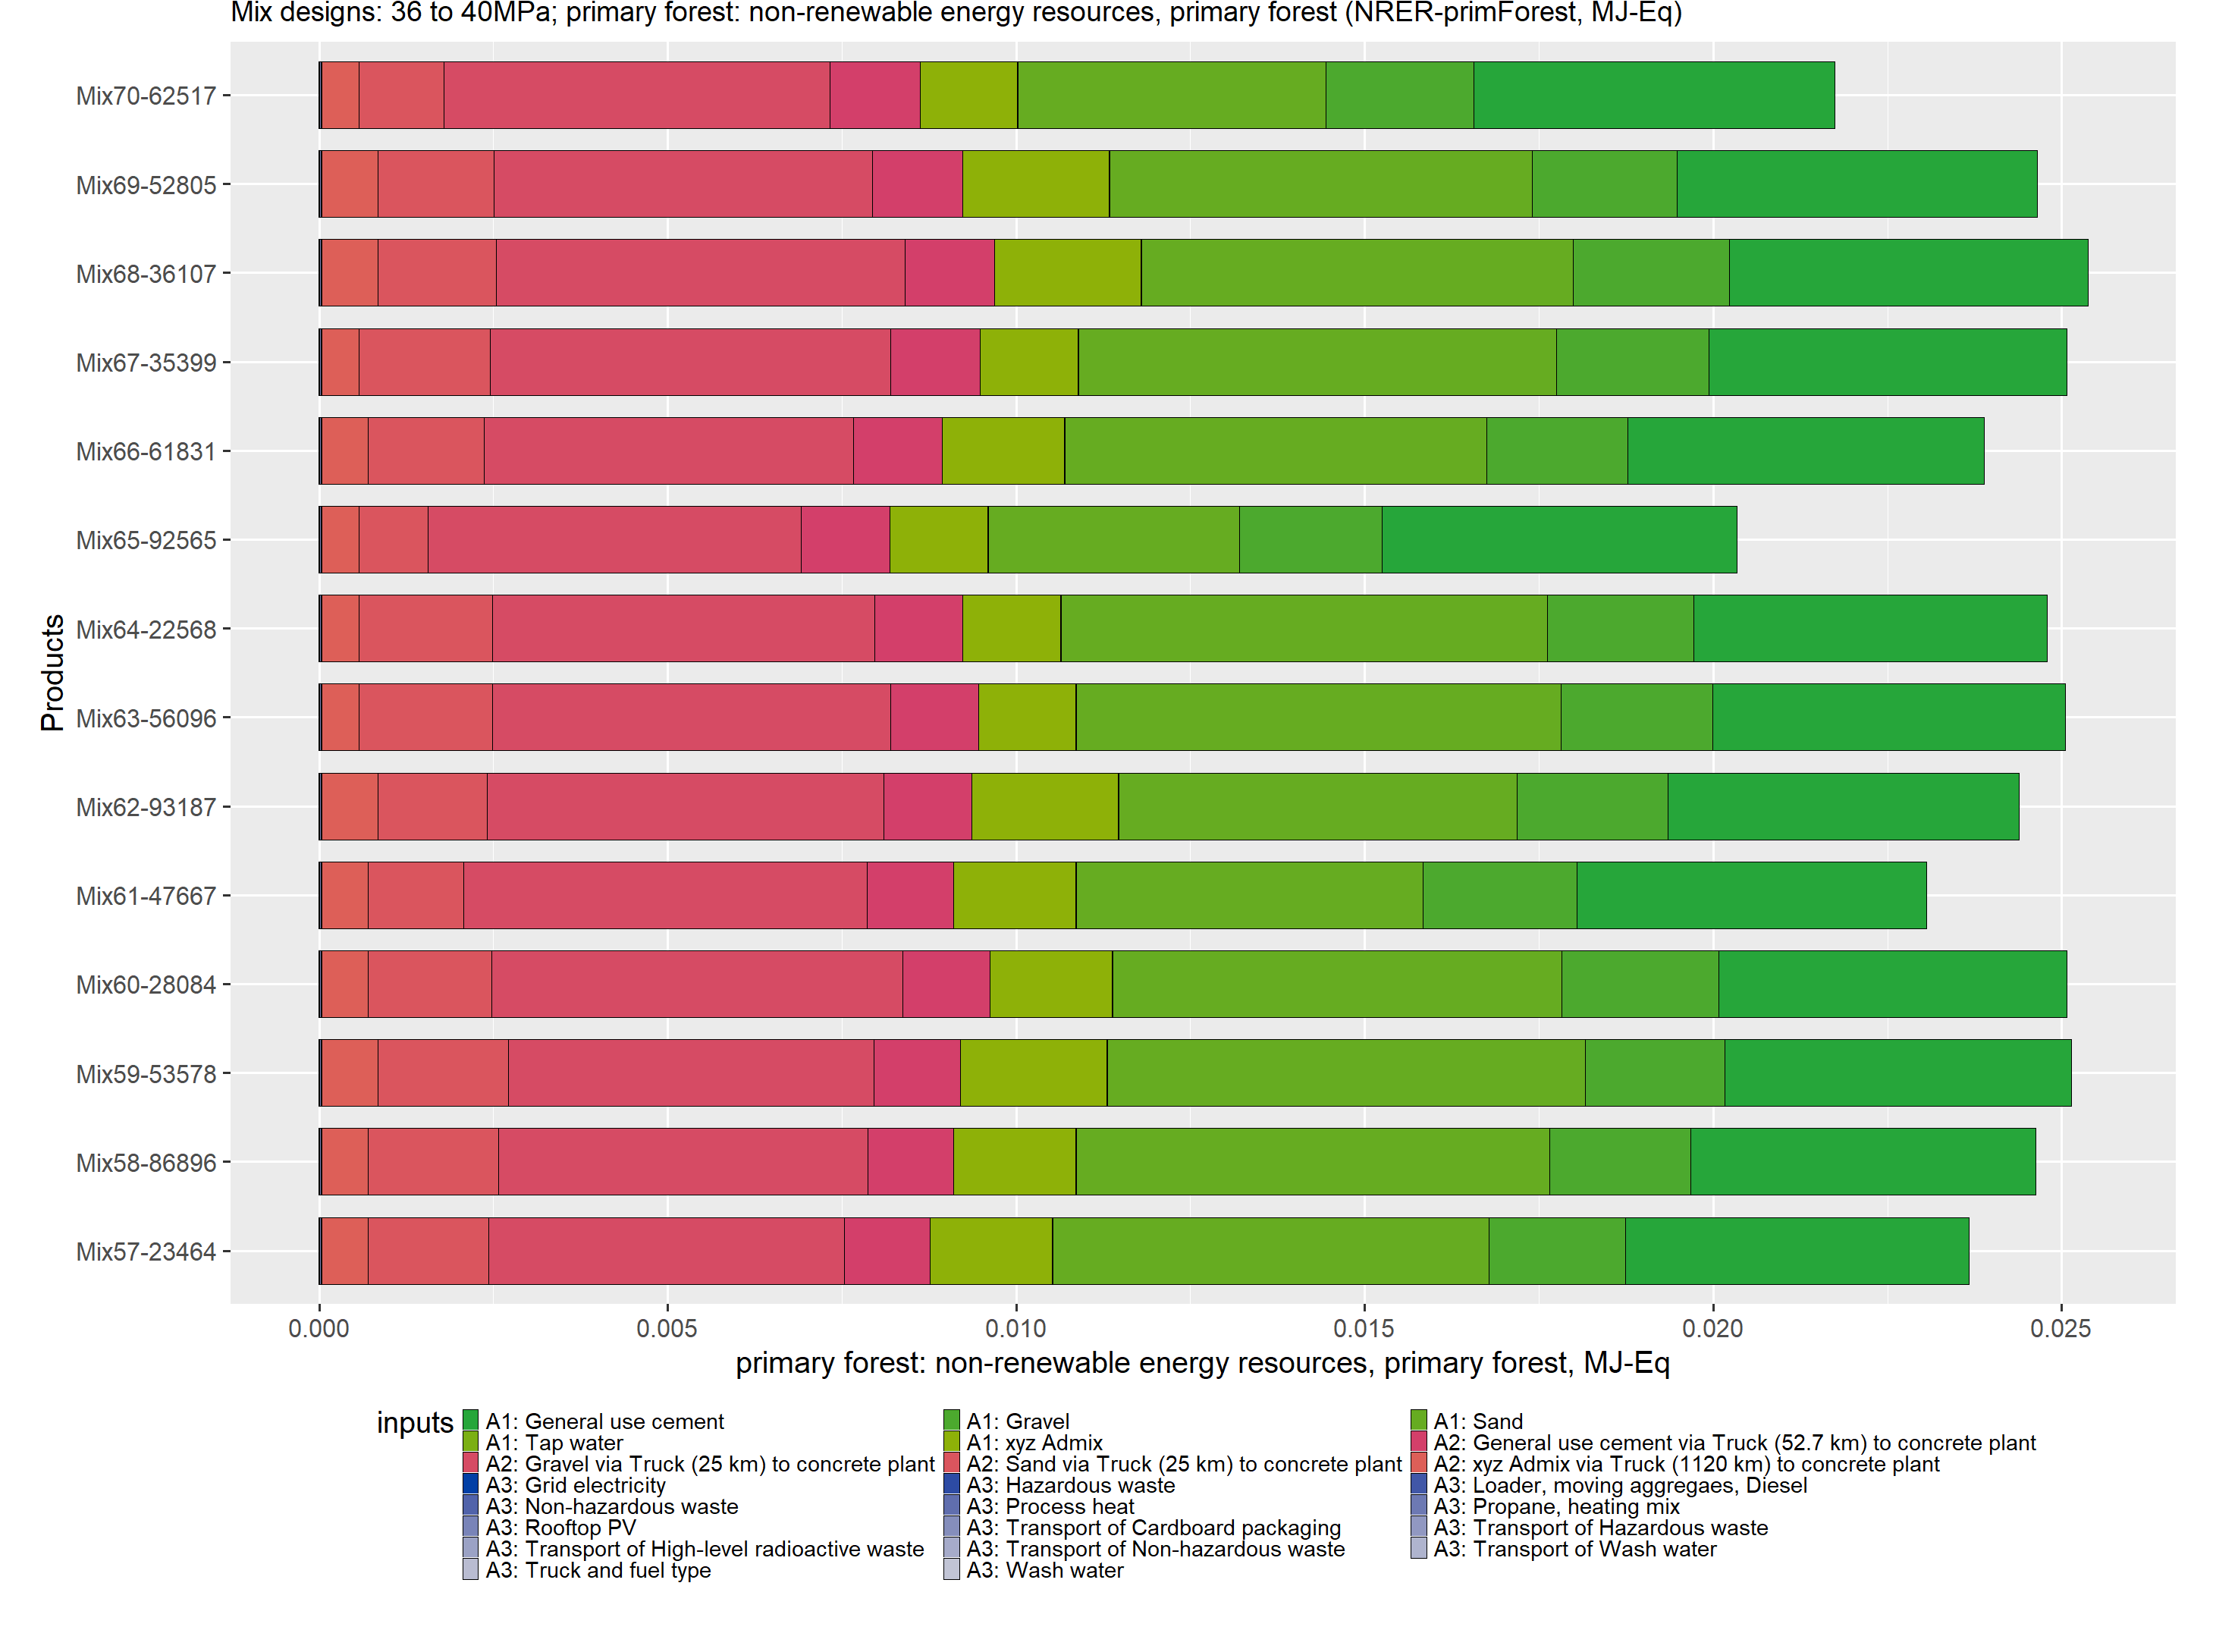 Mix designs: 36 to 40MPa; primary forest: non-renewable energy resources, primary forest (NRER-primForest, MJ-Eq)
Products
Mix70-62517
Mix69-52805
Mix68-36107
Mix67-35399
Mix66-61831
Mix65-92565
Mix64-22568
Mix63-56096
Mix62-93187
Mix61-47667
Mix60-28084
Mix59-53578
Mix58-86896
Mix57-23464
0.000 0.005 0.010 0.015 0.020 0.025
primary forest: non-renewable energy resources, primary forest, MJ-Eq
inputs
A1: General use cement A1: Gravel A1: Sand
A1: Tap water A1: xyz Admix A2: General use cement via Truck (52.7 km) to concrete plant
A2: Gravel via Truck (25 km) to concrete plant A2: Sand via Truck (25 km) to concrete plant A2: xyz Admix via Truck (1120 km) to concrete plant
A3: Grid electricity A3: Hazardous waste A3: Loader, moving aggregaes, Diesel
A3: Non-hazardous waste A3: Process heat A3: Propane, heating mix
A3: Rooftop PV A3: Transport of Cardboard packaging A3: Transport of Hazardous waste
A3: Transport of High-level radioactive waste A3: Transport of Non-hazardous waste A3: Transport of Wash water
A3: Truck and fuel type A3: Wash water